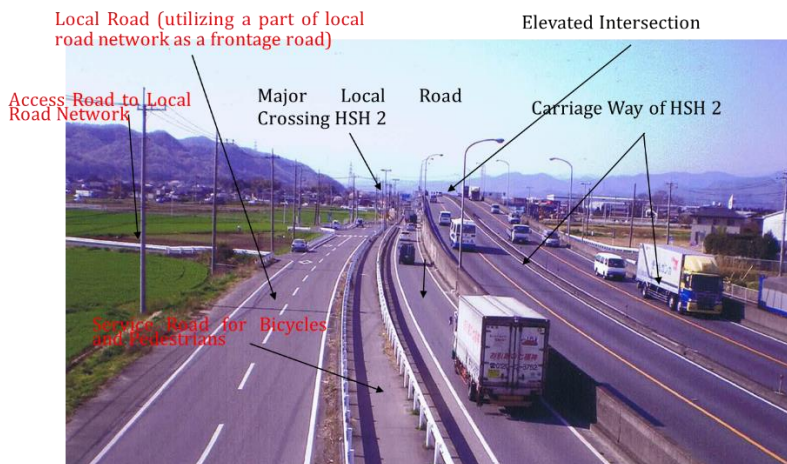 Local Road (utilizing a part of local
road network as a frontage road)
Elevated Intersection
Access Road to Local
Road Network
Major Local Road
Crossing HSH 2
Carriage Way of HSH 2
Service Road for Bicycles
and Pedestrians